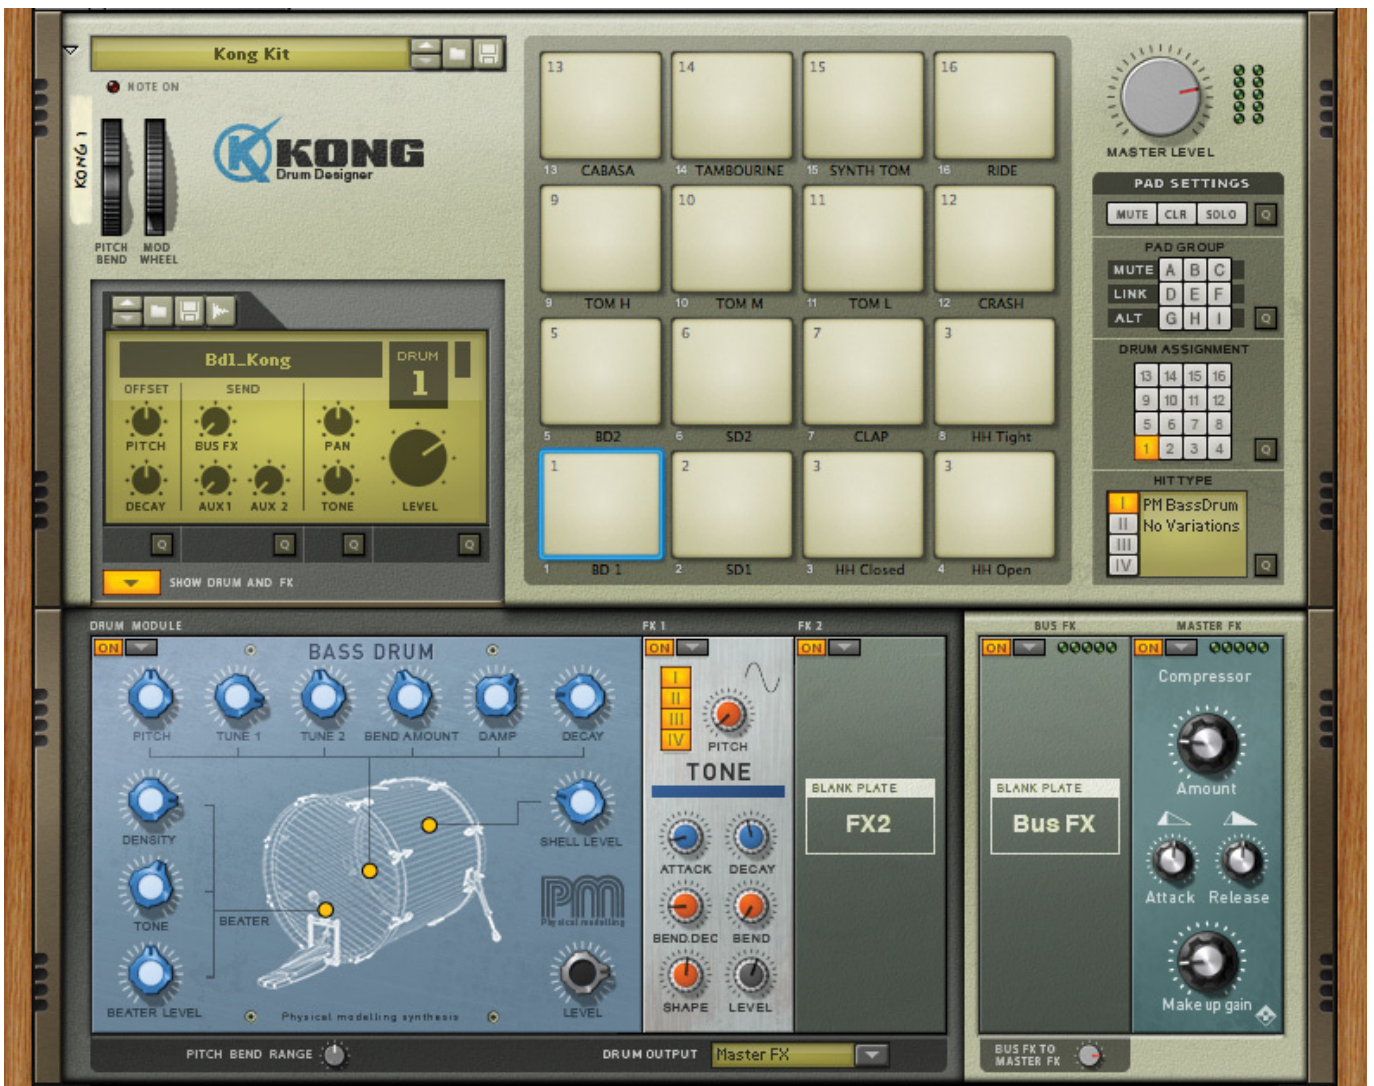 Kong Kit
NOTE ON
KONG 1
KONG
Drum Designer
PITCH BEND
MOD WHEEL
13 14 15 16
13 CABASA 14 TAMBOURINE 15 SYNTH TOM 16 RIDE
9 10 11 12
9 TOM H 10 TOM M 11 TOM L 12 CRASH
5 6 7 3
5 BD2 6 SD2 7 CLAP 8 HH Tight
1 2 3 3
1 BD 1 2 SD1 3 HH Closed 4 HH Open
MASTER LEVEL
PAD SETTINGS
MUTE CLR SOLO Q
PAD GROUP
MUTE A B C
LINK D E F
ALT G H I Q
DRUM ASSIGNMENT
13 14 15 16
9 10 11 12
5 6 7 8
1 2 3 4 Q
HIT TYPE
I PM BassDrum
II No Variations
III
IV Q
Bd1_Kong
DRUM
1
OFFSET SEND
PITCH BUS FX PAN
DECAY AUX1 AUX 2 TONE LEVEL
Q Q Q Q
SHOW DRUM AND FX
DRUM MODULE FX 1 FX 2 BUS FX MASTER FX
ON ON ON ON ON
BASS DRUM
PITCH TUNE 1 TUNE 2 BEND AMOUNT DAMP DECAY
DENSITY
SHELL LEVEL
TONE
BEATER
PM
Physical modelling
BEATER LEVEL
Physical modelling synthesis
LEVEL
I
II
III
IV
PITCH
TONE
ATTACK DECAY
BEND.DEC BEND
SHAPE LEVEL
BLANK PLATE
FX2
BLANK PLATE
Bus FX
Compressor
Amount
Attack Release
Make up gain
PITCH BEND RANGE
DRUM OUTPUT Master FX
BUS FX TO
MASTER FX